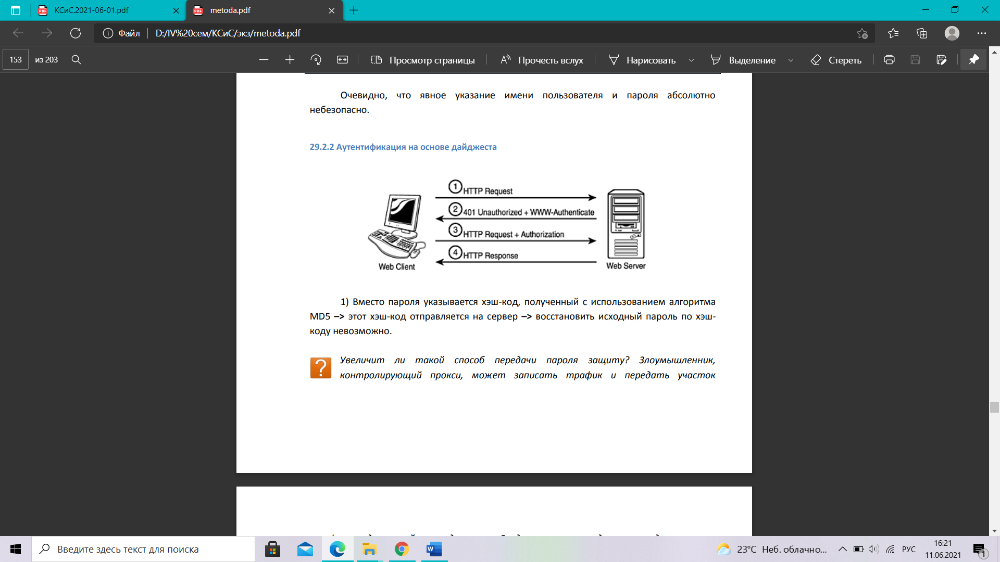 КСиС.2021-06-01.pdf
metoda.pdf
Файл
D:/IV%20сем/КСиС/экз/metoda.pdf
153
из 203
Просмотр страницы
Прочесть вслух
Нарисовать
Выделение
Стереть
Очевидно, что явное указание имени пользователя и пароля абсолютно
небезопасно.
29.2.2 Аутентификация на основе дайджеста
1 HTTP Request
2 401 Unauthorized + WWW-Authenticate
3 HTTP Request + Authorization
4 HTTP Response
Web Client
Web Server
1) Вместо пароля указывается хэш-код, полученный с использованием алгоритма
MD5 –> этот хэш-код отправляется на сервер –> восстановить исходный пароль по хэш-
коду невозможно.
Увеличит ли такой способ передачи пароля защиту? Злоумышленник,
контролирующий прокси, может записать трафик и передать участок
Введите здесь текст для поиска
23°C Неб. облачно...
РУС
16:21
11.06.2021
1